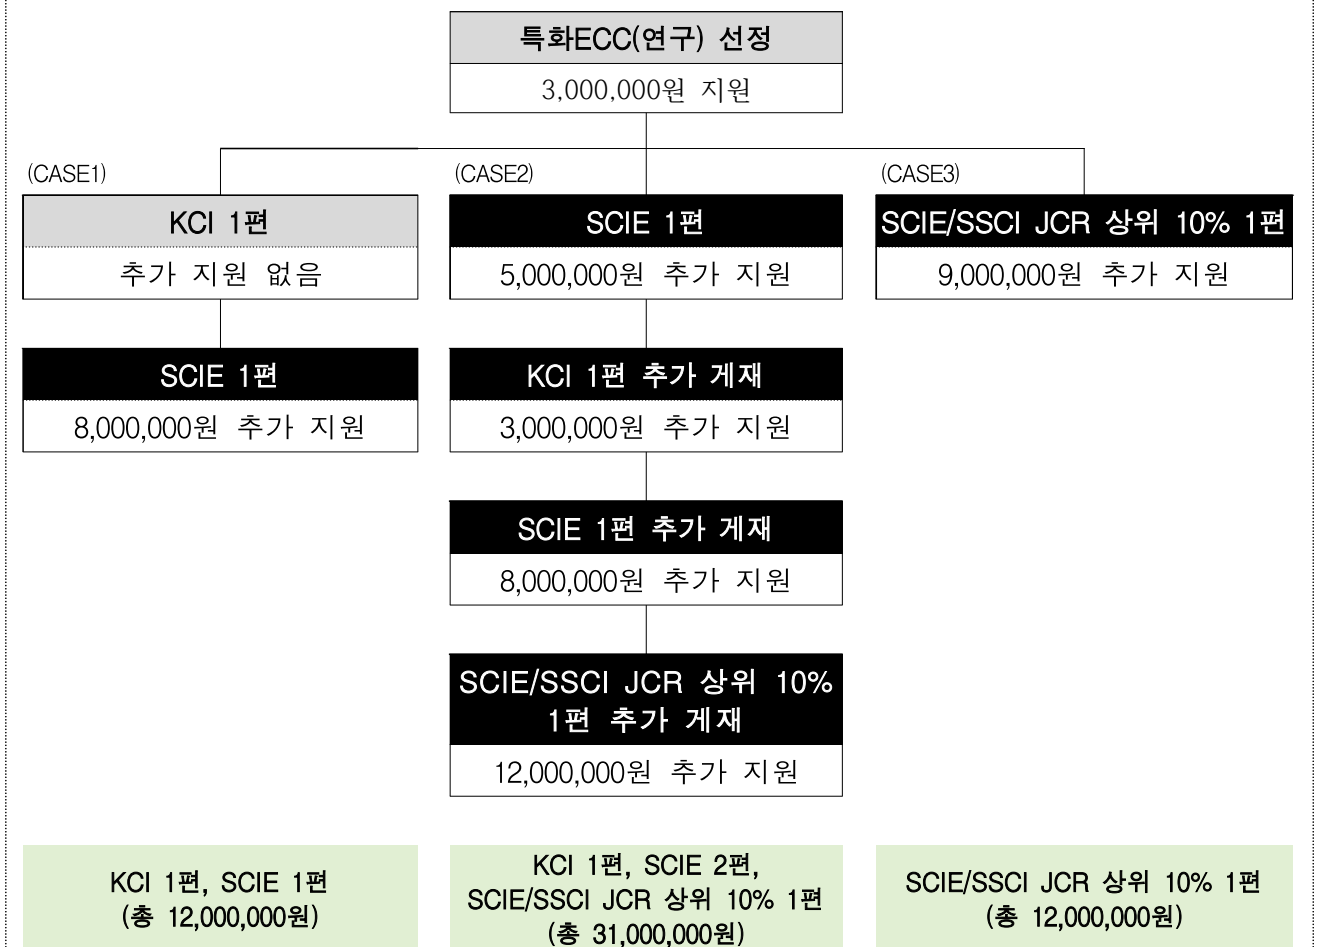 특화ECC(연구) 선정
3,000,000원 지원
(CASE1)
KCI 1편
추가 지원 없음
SCIE 1편
8,000,000원 추가 지원
(CASE2)
SCIE 1편
5,000,000원 추가 지원
KCI 1편 추가 게재
3,000,000원 추가 지원
SCIE 1편 추가 게재
8,000,000원 추가 지원
SCIE/SSCI JCR 상위 10%
1편 추가 게재
12,000,000원 추가 지원
(CASE3)
SCIE/SSCI JCR 상위 10% 1편
9,000,000원 추가 지원
KCI 1편, SCIE 1편
(총 12,000,000원)
KCI 1편, SCIE 2편,
SCIE/SSCI JCR 상위 10% 1편
(총 31,000,000원)
SCIE/SSCI JCR 상위 10% 1편
(총 12,000,000원)